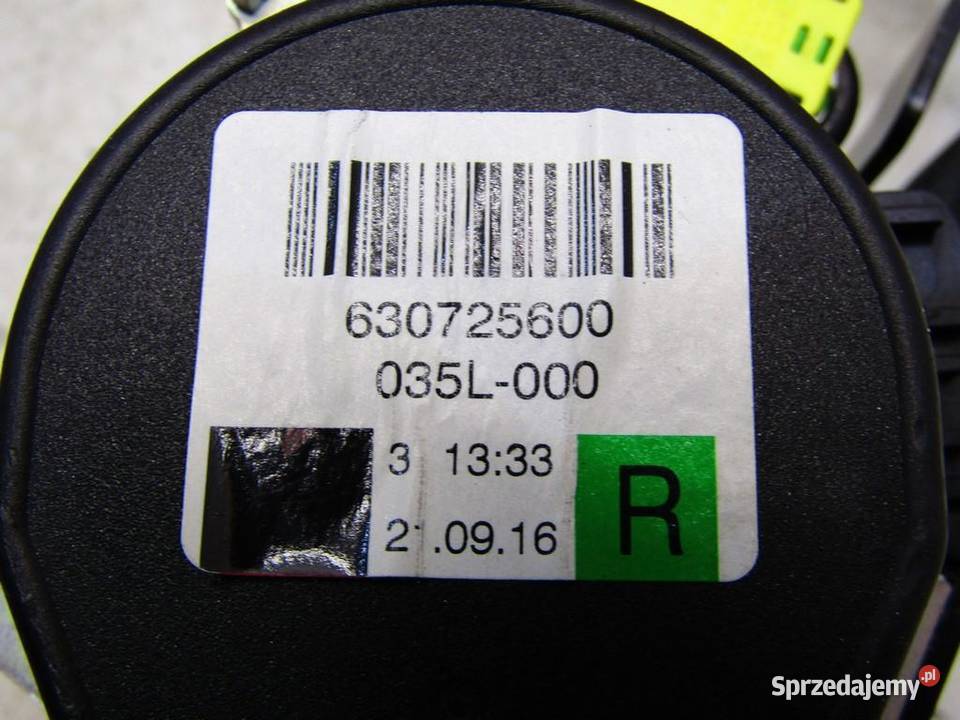 630725600
035L-000
3 13:33
.09.16
R
Sprzedajemy.pl